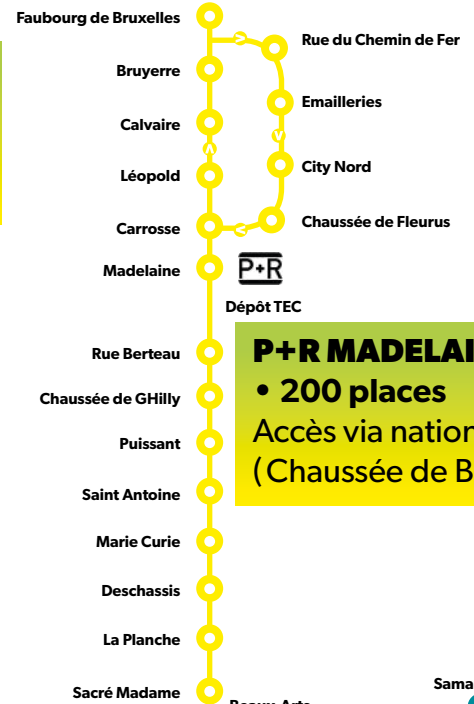 Faubourg de Bruxelles
Rue du Chemin de Fer
Bruyerre
Emailleries
Calvaire
City Nord
Léopold
Chaussée de Fleurus
Carrosse
Madelaine
P+R
Dépôt TEC
Rue Berteau
P+R MADELAI
• 200 places
Chaussée de GHilly
Accès via nation
Puissant
(Chaussée de B
Saint Antoine
Marie Curie
Deschassis
La Planche
Sacré Madame
Sama